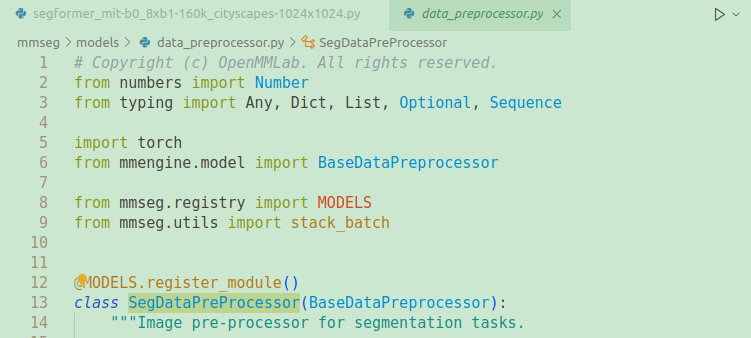 segformer_mit-b0_8xb1-160k_cityscapes-1024x1024.py data_preprocessor.py
mmseg > models > data_preprocessor.py > SegDataPreProcessor
1 # Copyright (c) OpenMMLab. All rights reserved.
2 from numbers import Number
3 from typing import Any, Dict, List, Optional, Sequence
4
5 import torch
6 from mmengine.model import BaseDataPreprocessor
7
8 from mmseg.registry import MODELS
9 from mmseg.utils import stack_batch
10
11
12 @MODELS.register_module()
13 class SegDataPreProcessor(BaseDataPreprocessor):
14 """Image pre-processor for segmentation tasks.